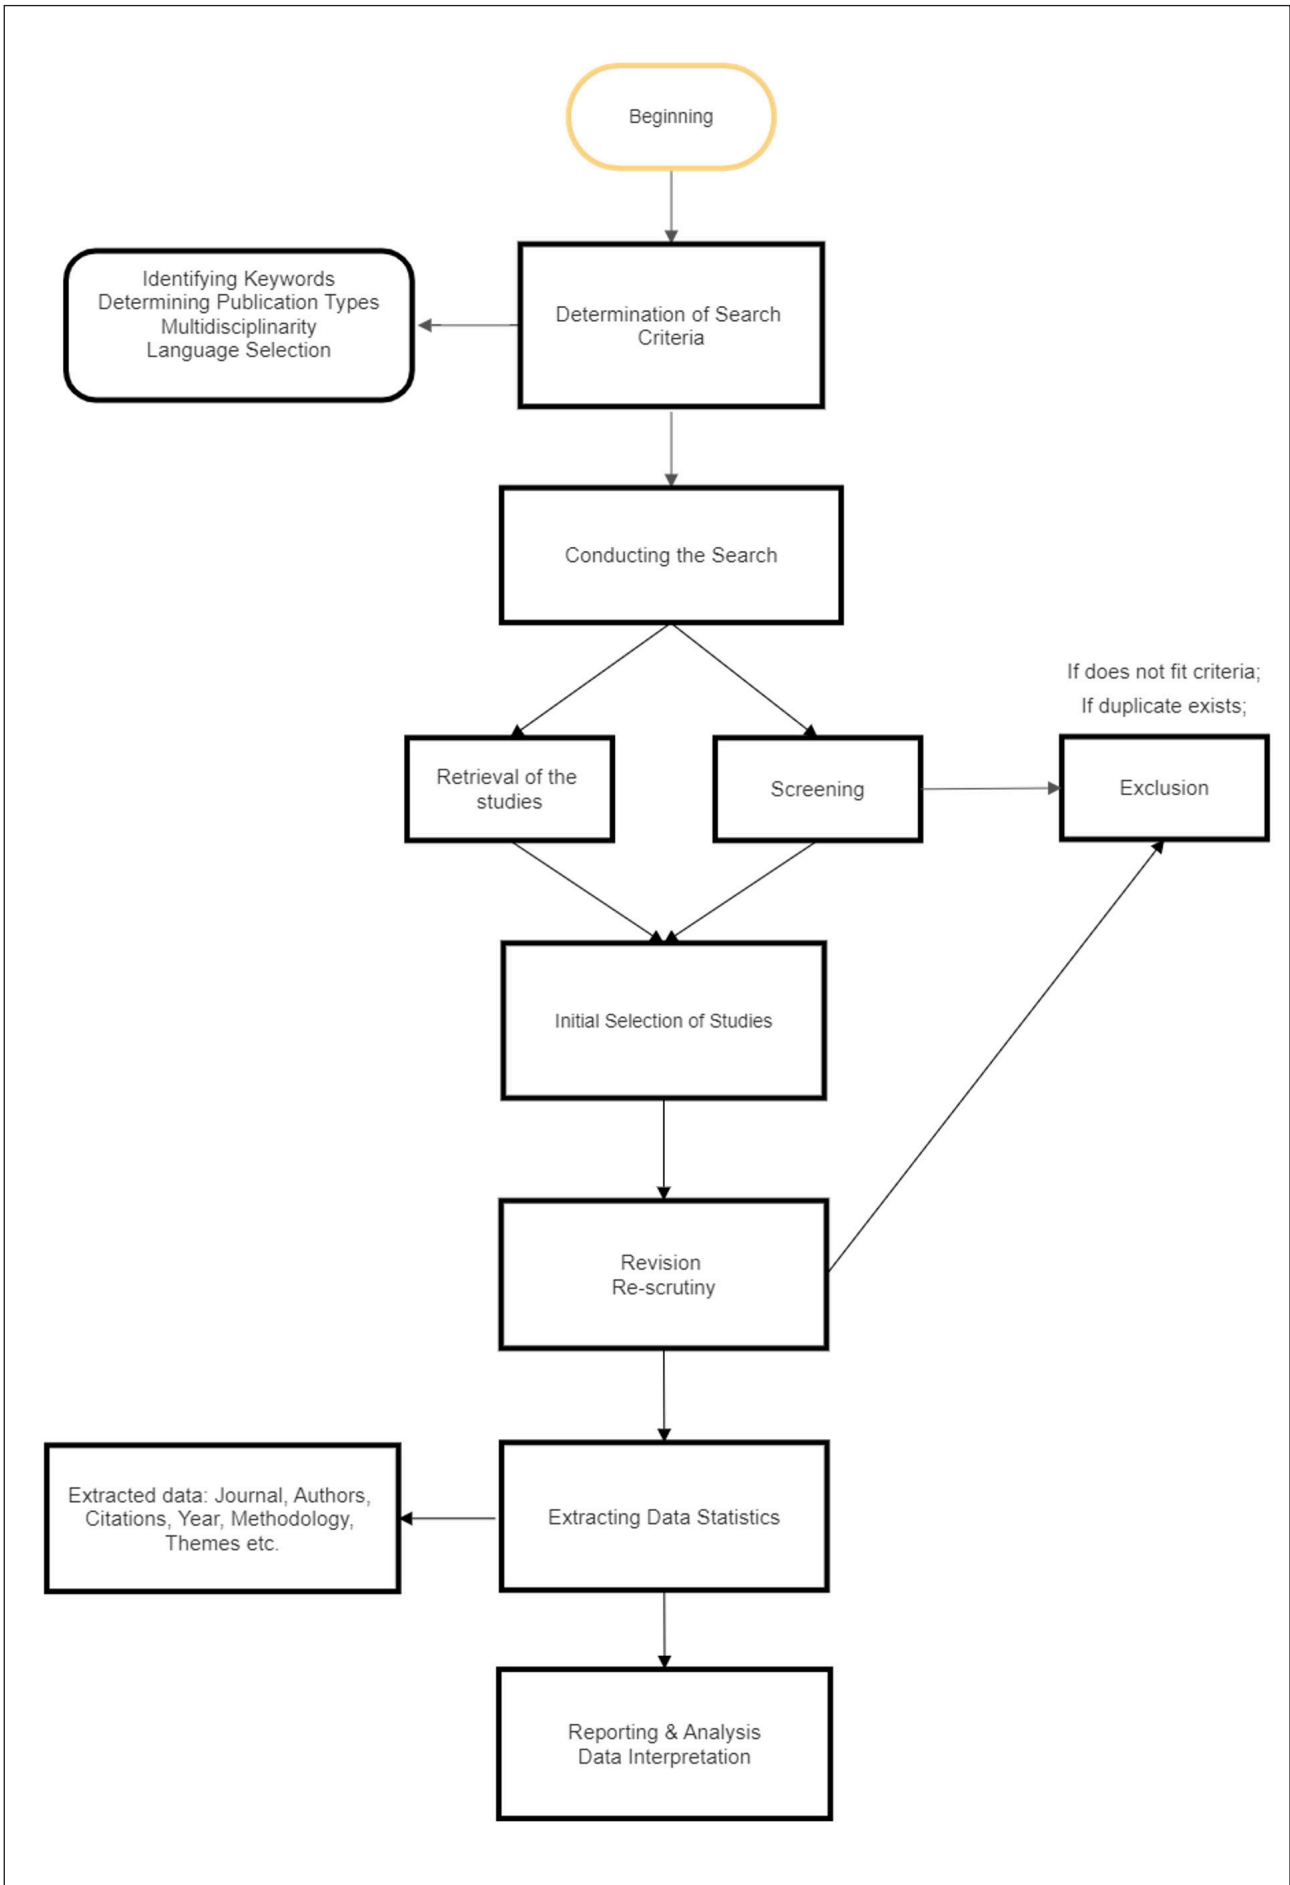 Beginning
Identifying Keywords
Determining Publication Types
Multidisciplinarity
Language Selection
Determination of Search
Criteria
Conducting the Search
If does not fit criteria;
If duplicate exists;
Retrieval of the
studies
Screening
Exclusion
Initial Selection of Studies
Revision
Re-scrutiny
Extracted data: Journal, Authors,
Citations, Year, Methodology,
Themes etc.
Extracting Data Statistics
Reporting & Analysis
Data Interpretation